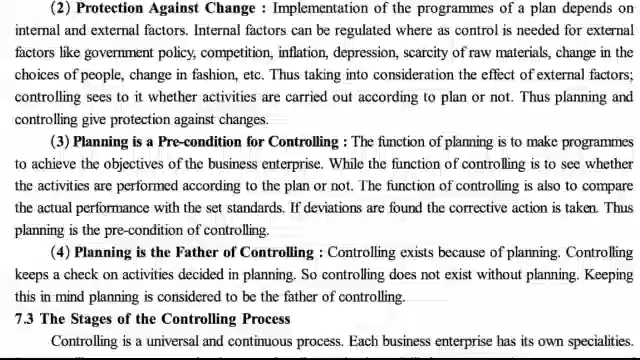 (2) Protection Against Change : Implementation of the programmes of a plan depends on
internal and external factors. Internal factors can be regulated where as control is needed for external
factors like government policy, competition, inflation, depression, scarcity of raw materials, change in the
choices of people, change in fashion, etc. Thus taking into consideration the effect of external factors;
controlling sees to it whether activities are carried out according to plan or not. Thus planning and
controlling give protection against changes.
(3) Planning is a Pre-condition for Controlling : The function of planning is to make programmes
to achieve the objectives of the business enterprise. While the function of controlling is to see whether
the activities are performed according to the plan or not. The function of controlling is also to compare
the actual performance with the set standards. If deviations are found the corrective action is taken. Thus
planning is the pre-condition of controlling.
(4) Planning is the Father of Controlling : Controlling exists because of planning. Controlling
keeps a check on activities decided in planning. So controlling does not exist without planning. Keeping
this in mind planning is considered to be the father of controlling.
7.3 The Stages of the Controlling Process
Controlling is a universal and continuous process. Each business enterprise has its own specialities.